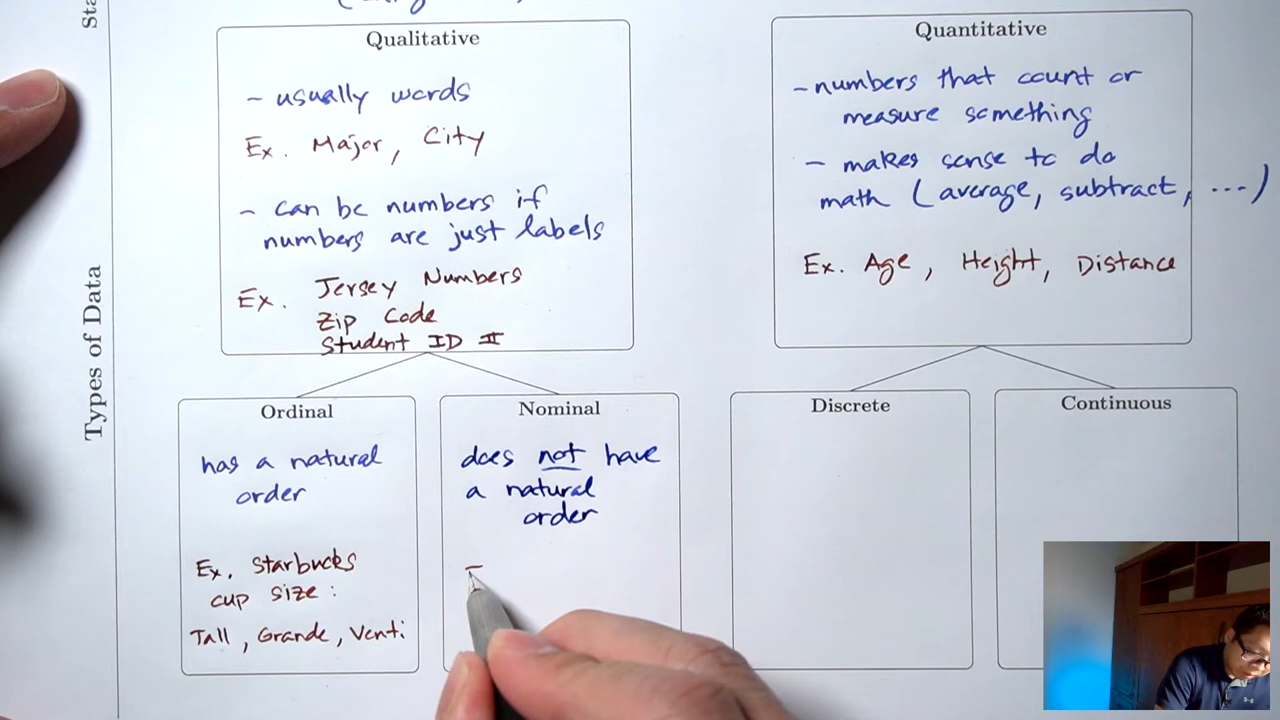 Sta
Types of Data
Qualitative
- usually words
Ex. Major, City
- can be numbers if
numbers are just labels
Ex. Jersey Numbers
Zip Code
Student ID #
Quantitative
- numbers that count or
measure something
- makes sense to do
math (average, subtract, ...)
Ex. Age, Height, Distance
Ordinal
has a natural
order
Ex. Starbucks
cup size:
Tall, Grande, Venti
Nominal
does not have
a natural
order
Discrete
Continuous